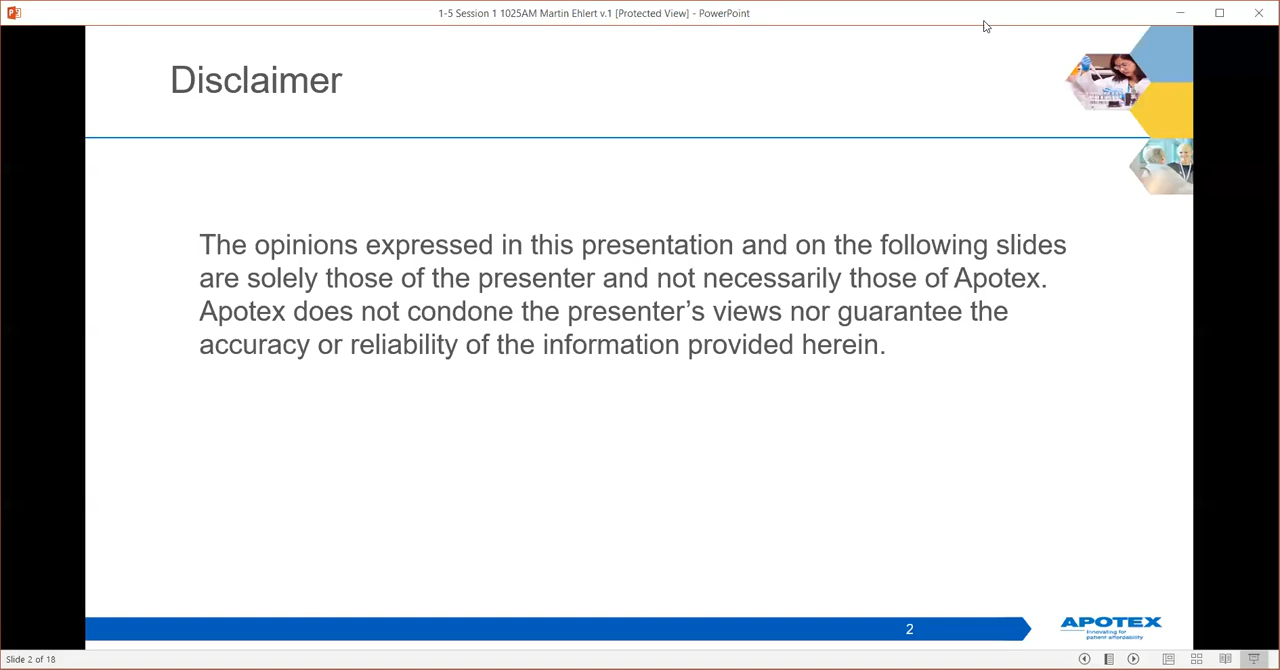 1-5 Session 1 1025AM Martin Ehlert v.1 [Protected View] - PowerPoint
Disclaimer
The opinions expressed in this presentation and on the following slides
are solely those of the presenter and not necessarily those of Apotex.
Apotex does not condone the presenter’s views nor guarantee the
accuracy or reliability of the information provided herein.
2
APOTEX
Innovating for
patient affordability
Slide 2 of 18